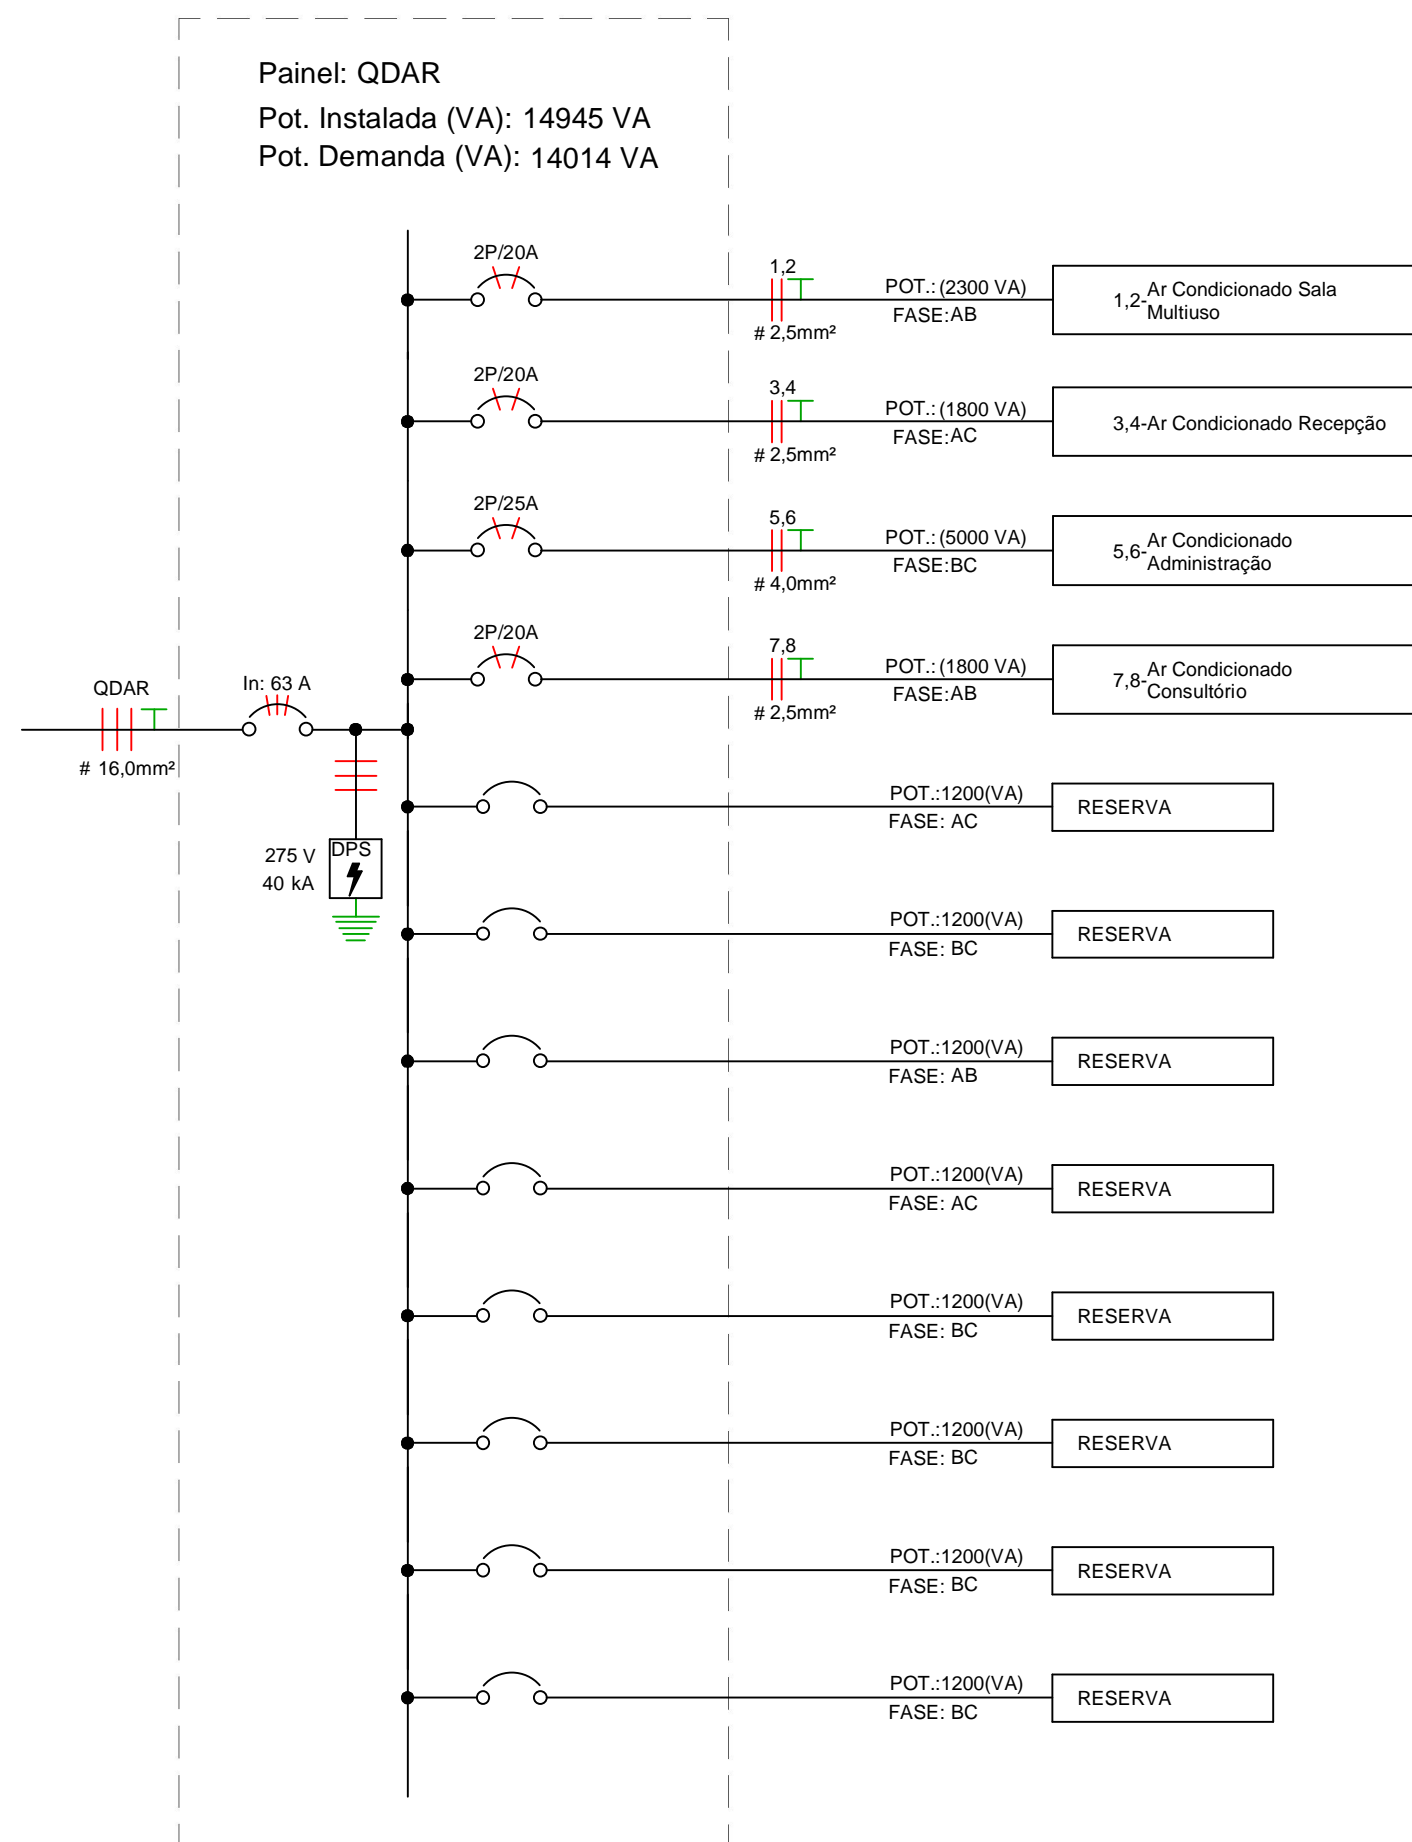 Painel: QDAR
Pot. Instalada (VA): 14945 VA
Pot. Demanda (VA): 14014 VA
2P/20A
1,2
# 2,5mm²
POT.: (2300 VA)
FASE:AB
1,2-Ar Condicionado Sala
Multiuso
2P/20A
3,4
# 2,5mm²
POT.: (1800 VA)
FASE:AC
3,4-Ar Condicionado Recepção
2P/25A
5,6
# 4,0mm²
POT.: (5000 VA)
FASE:BC
5,6-Ar Condicionado
Administração
2P/20A
7,8
# 2,5mm²
POT.: (1800 VA)
FASE:AB
7,8-Ar Condicionado
Consultório
QDAR
# 16,0mm²
In: 63 A
275 V
40 kA
DPS
POT.:1200(VA)
FASE: AC
RESERVA
POT.:1200(VA)
FASE: BC
RESERVA
POT.:1200(VA)
FASE: AB
RESERVA
POT.:1200(VA)
FASE: AC
RESERVA
POT.:1200(VA)
FASE: BC
RESERVA
POT.:1200(VA)
FASE: BC
RESERVA
POT.:1200(VA)
FASE: BC
RESERVA
POT.:1200(VA)
FASE: BC
RESERVA